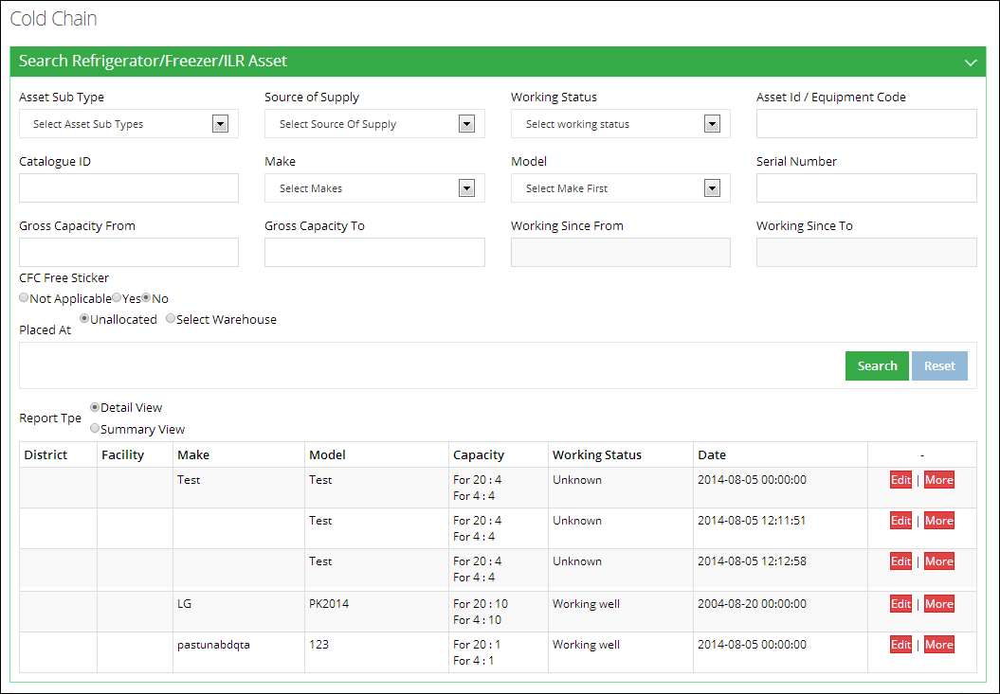 Cold Chain
Search Refrigerator/Freezer/ILR Asset
Asset Sub Type Source of Supply Working Status Asset Id / Equipment Code
Select Asset Sub Types Select Source Of Supply Select working status
Catalogue ID Make Model Serial Number
Select Makes Select Make First
Gross Capacity From Gross Capacity To Working Since From Working Since To
CFC Free Sticker
Not Applicable Yes No
Unallocated Select Warehouse
Placed At
Search Reset
Detail View
Report Tpe
Summary View
District Facility Make Model Capacity Working Status Date -
Test Test For 20 : 4 Unknown 2014-08-05 00:00:00 Edit | More
For 4 : 4
Test For 20 : 4 Unknown 2014-08-05 12:11:51 Edit | More
For 4 : 4
Test For 20 : 4 Unknown 2014-08-05 12:12:58 Edit | More
For 4 : 4
LG PK2014 For 20 : 10 Working well 2004-08-20 00:00:00 Edit | More
For 4 : 10
pastunabdqta 123 For 20 : 1 Working well 2014-08-05 00:00:00 Edit | More
For 4 : 1